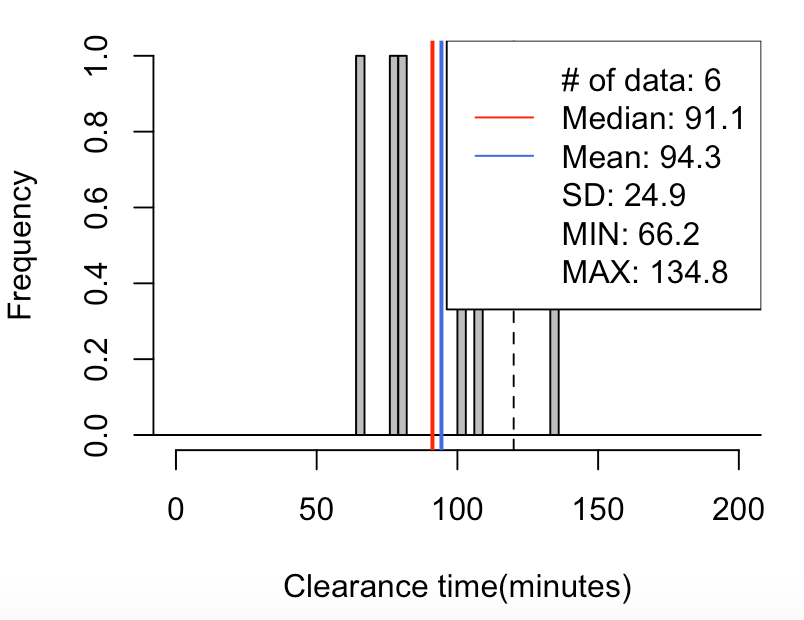 Frequency
1.0
0.8
0.6
0.4
0.2
0.0
# of data: 6
Median: 91.1
Mean: 94.3
SD: 24.9
MIN: 66.2
MAX: 134.8
0 50 100 150 200
Clearance time(minutes)